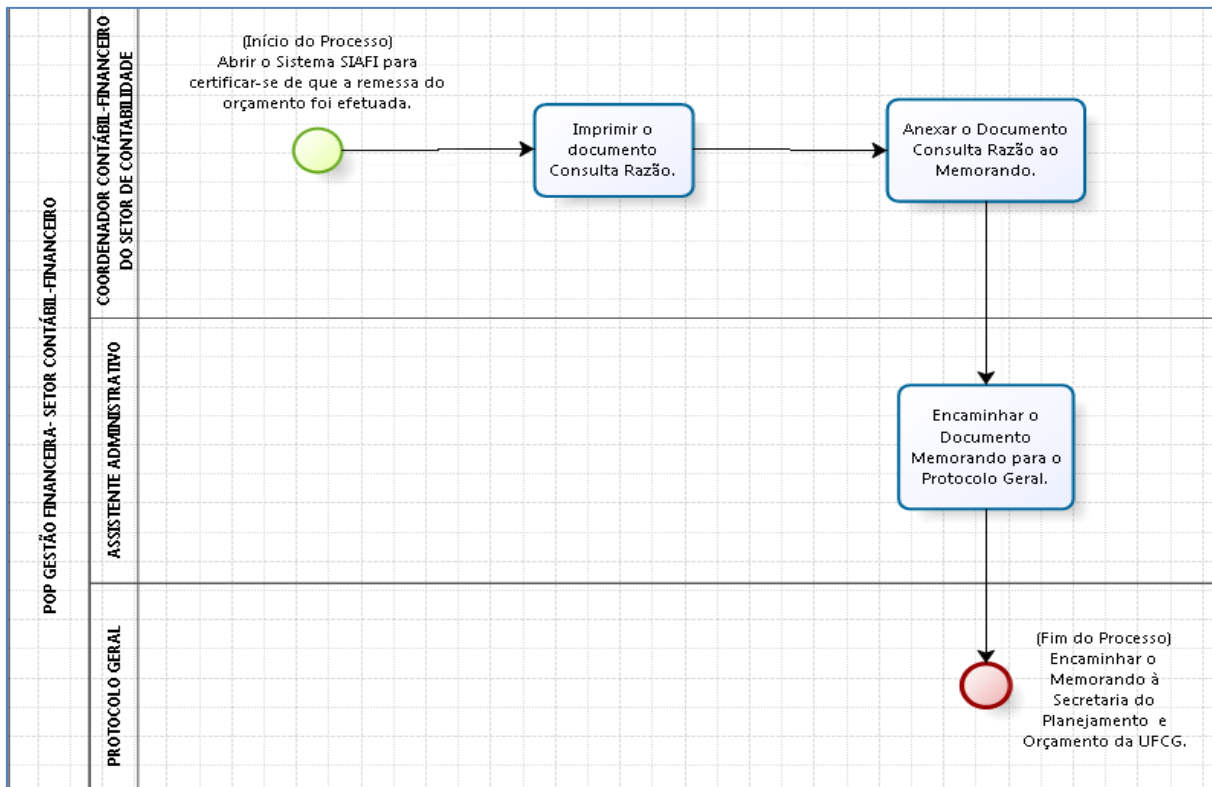 POP GESTÃO FINANCEIRA- SETOR CONTÁBIL-FINANCEIRO
COORDENADOR CONTÁBIL-FINANCEIRO
DO SETOR DE CONTABILIDADE
(Início do Processo)
Abrir o Sistema SIAFI para
certificar-se de que a remessa do
orçamento foi efetuada.
Imprimir o
documento
Consulta Razão.
Anexar o Documento
Consulta Razão ao
Memorando.
ASSISTENTE ADMINISTRATIVO
Encaminhar o
Documento
Memorando para o
Protocolo Geral.
PROTOCOLO GERAL
(Fim do Processo)
Encaminhar o
Memorando à
Secretaria do
Planejamento e
Orçamento da UFCG.